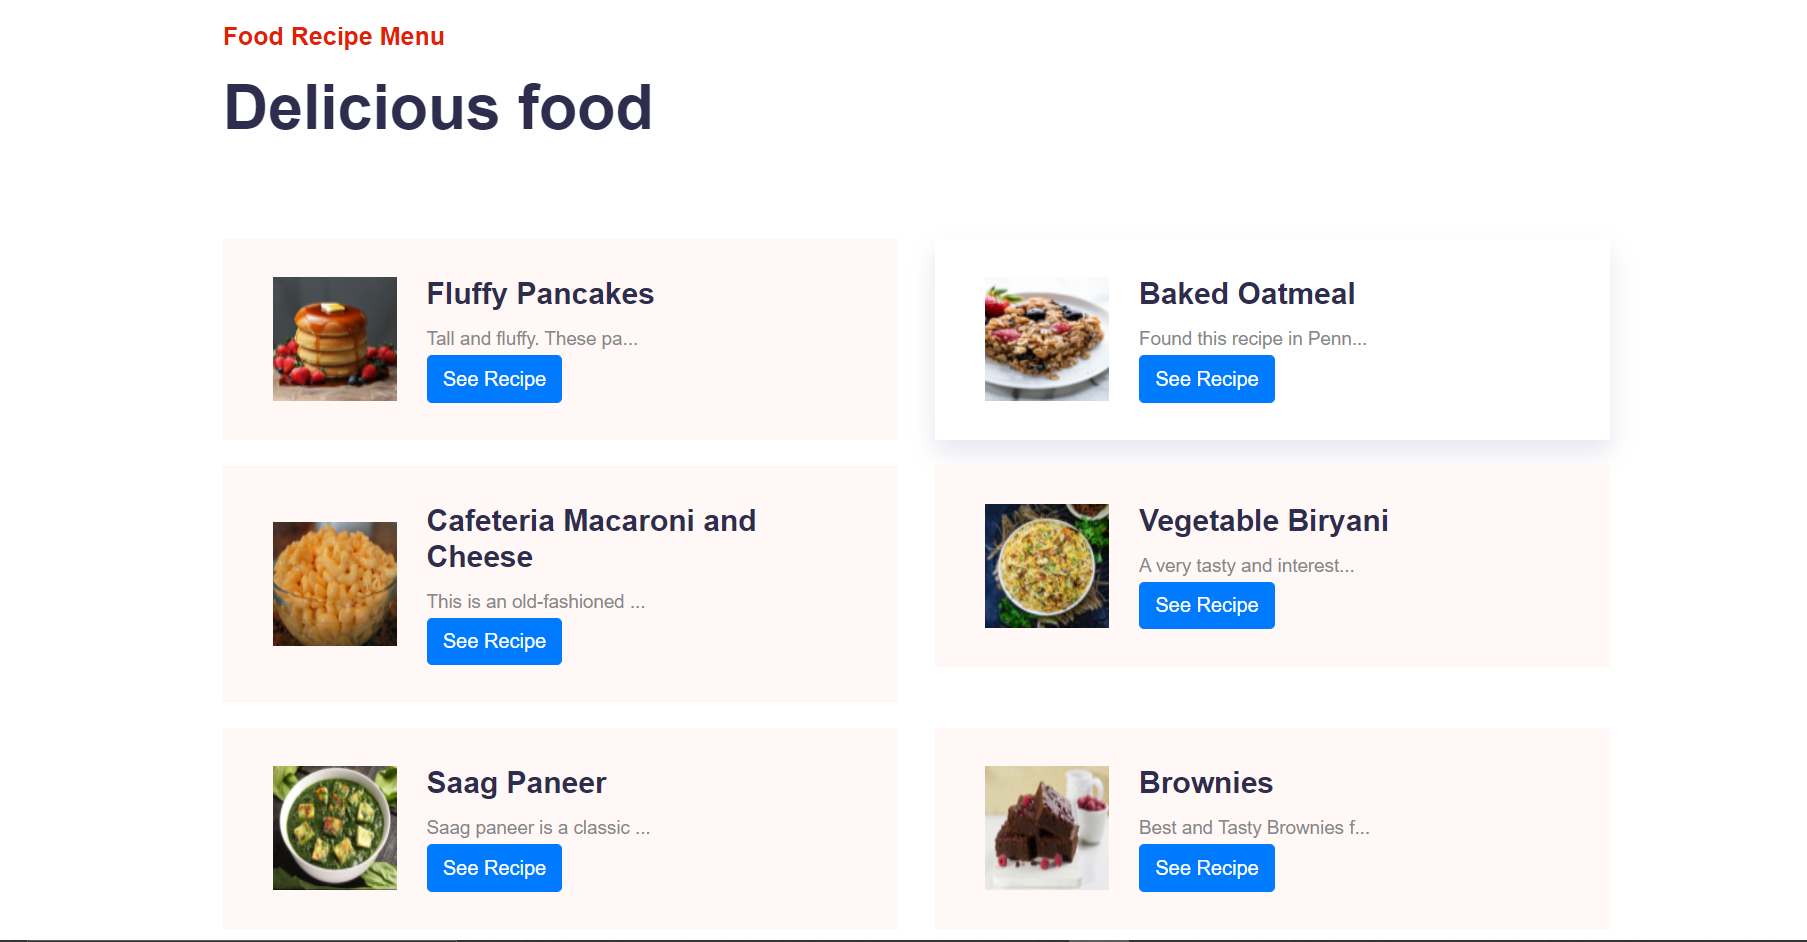 Food Recipe Menu
Delicious food
Fluffy Pancakes
Tall and fluffy. These pa...
See Recipe
Baked Oatmeal
Found this recipe in Penn...
See Recipe
Cafeteria Macaroni and
Cheese
This is an old-fashioned ...
See Recipe
Vegetable Biryani
A very tasty and interest...
See Recipe
Saag Paneer
Saag paneer is a classic ...
See Recipe
Brownies
Best and Tasty Brownies f...
See Recipe